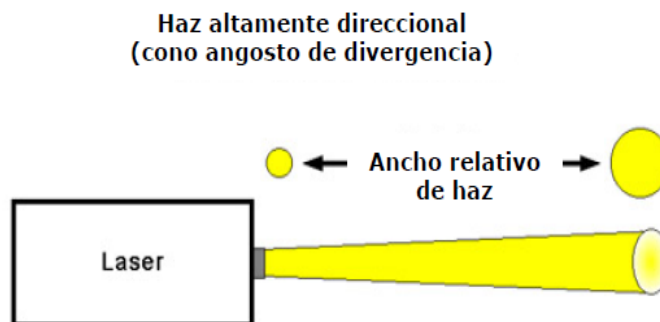 Haz altamente direccional
(cono angosto de divergencia)
Ancho relativo
de haz
Laser